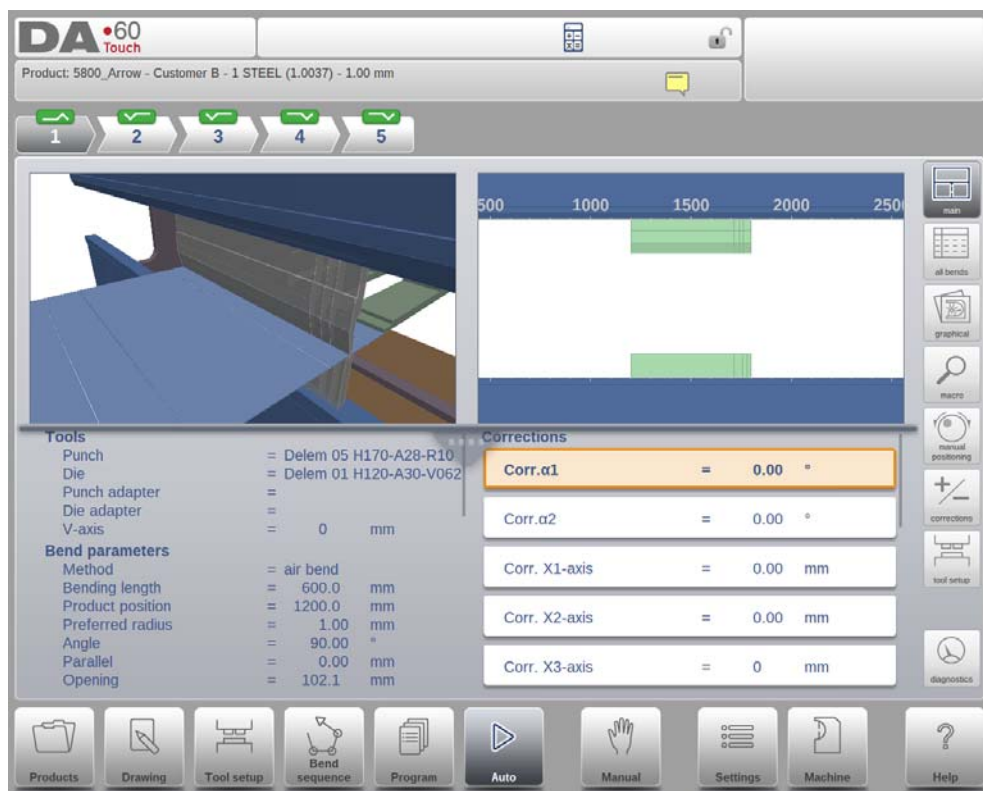 DA•60
Touch
Product: 5800_Arrow - Customer B - 1 STEEL (1.0037) - 1.00 mm
1 2 3 4 5
500 1000 1500 2000
main
all bends
graphical
macro
manual
positioning
corrections
tool setup
diagnostics
Tools
Punch = Delem 05 H170-A28-R10
Die = Delem 01 H120-A30-V062
Punch adapter =
Die adapter =
V-axis = 0 mm
Bend parameters
Method = air bend
Bending length = 600.0 mm
Product position = 1200.0 mm
Preferred radius = 1.00 mm
Angle = 90.00 °
Parallel = 0.00 mm
Opening = 102.1 mm
Corrections
Corr.α1 = 0.00 °
Corr.α2 = 0.00 °
Corr. X1-axis = 0.00 mm
Corr. X2-axis = 0.00 mm
Corr. X3-axis = 0 mm
Products
Drawing
Tool setup
Bend
sequence
Program
Auto
Manual
Settings
Machine
?
Help